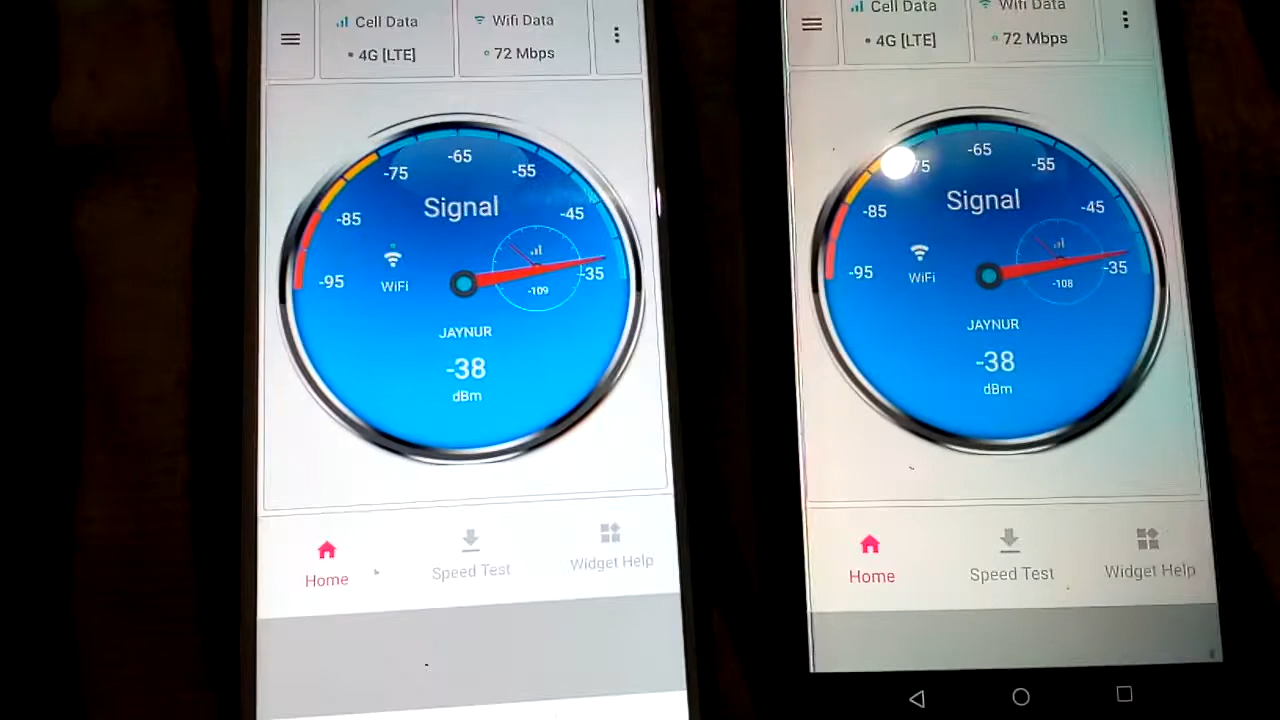 Cell Data
Wifi Data
4G [LTE]
72 Mbps
-65
-75
-55
Signal
-85
-45
-95
WiFi
-35
-109
JAYNUR
-38
dBm
Home
Speed Test
Widget Help
Cell Data
Wifi Data
4G [LTE]
72 Mbps
-65
75
-55
Signal
-85
-45
-95
WiFi
-35
-108
JAYNUR
-38
dBm
Home
Speed Test
Widget Help